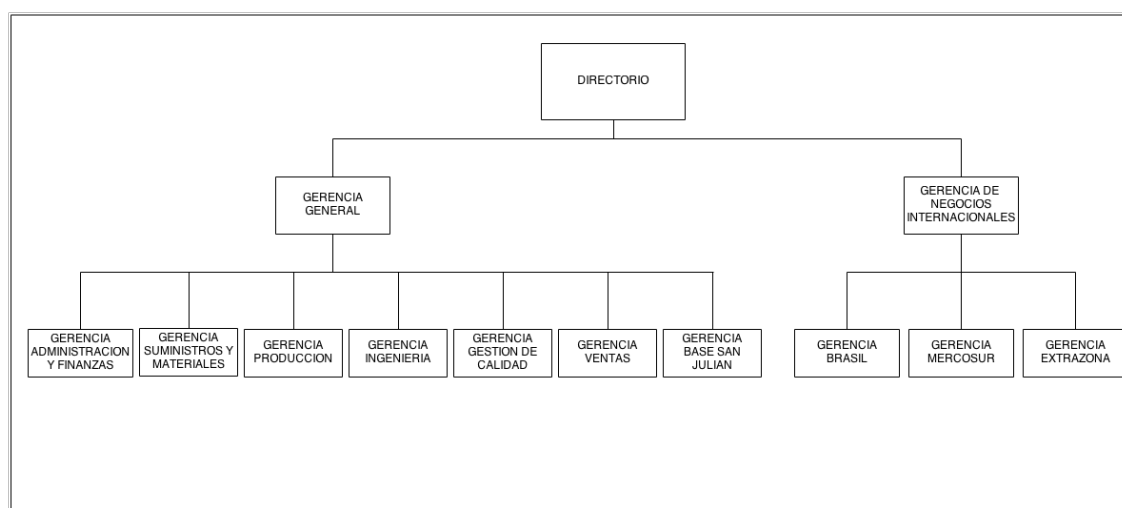 DIRECTORIO
GERENCIA
GENERAL
GERENCIA DE
NEGOCIOS
INTERNACIONALES
GERENCIA
ADMINISTRACION
Y FINANZAS
GERENCIA
SUMINISTROS Y
MATERIALES
GERENCIA
PRODUCCION
GERENCIA
INGENIERIA
GERENCIA
GESTION DE
CALIDAD
GERENCIA
VENTAS
GERENCIA
BASE SAN
JULIAN
GERENCIA
BRASIL
GERENCIA
MERCOSUR
GERENCIA
EXTRAZONA